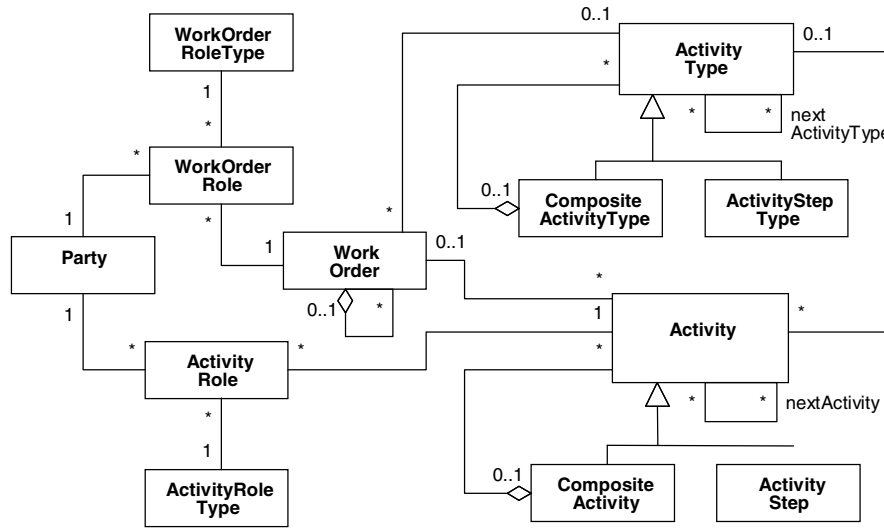 WorkOrder
RoleType
1
*
WorkOrder
Role
*
1
*
Party
1
*
1
Work
Order
0..1
*
*
0..1
0..1
Activity
Type
0..1
*
*
*
next
ActivityType
0..1
Composite
ActivityType
ActivityStep
Type
*
1
*
Activity
*
*
*
nextActivity
0..1
Composite
Activity
Activity
Step
*
Activity
Role
*
*
1
ActivityRole
Type